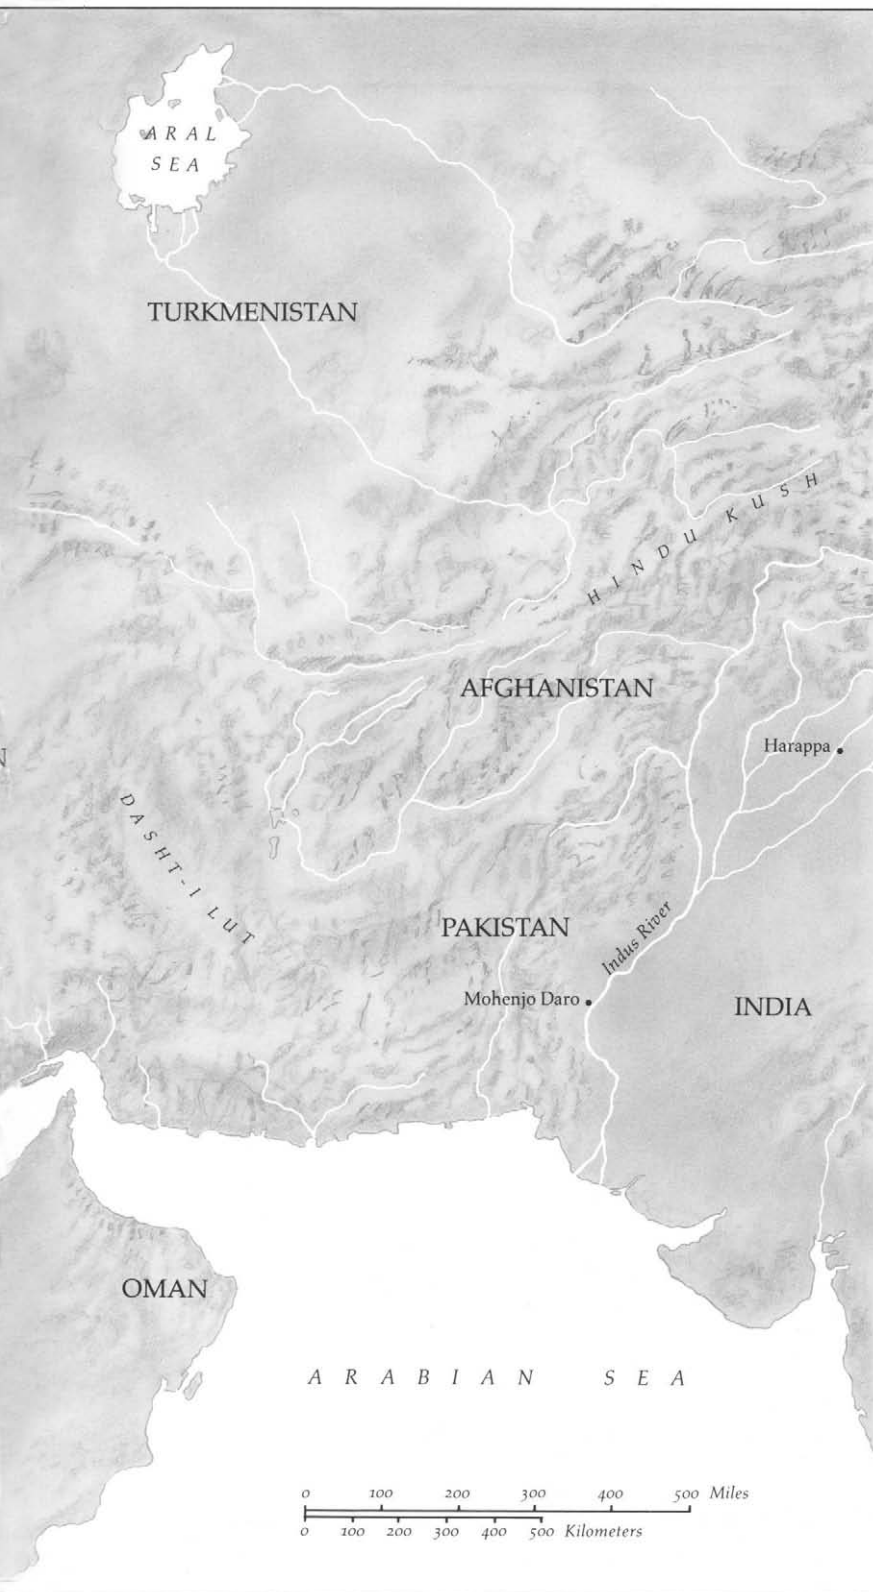 ARAL
SEA
TURKMENISTAN
HINDU KUSH
AFGHANISTAN
Harappa
N
DASHT-I LUT
PAKISTAN
Indus River
Mohenjo Daro
INDIA
OMAN
ARABIAN SEA
0 100 200 300 400 500 Miles
0 100 200 300 400 500 Kilometers